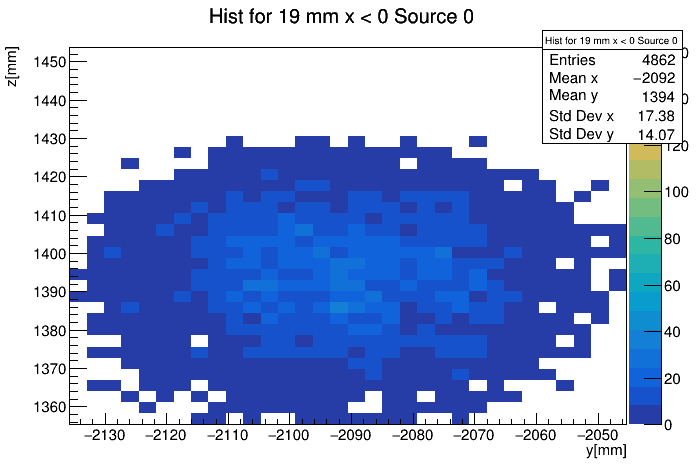 Hist for 19 mm x < 0 Source 0
z[mm]
1450
1440
1430
1420
1410
1400
1390
1380
1370
1360
−2130 −2120 −2110 −2100 −2090 −2080 −2070 −2060 −2050
y[mm]
Hist for 19 mm x < 0 Source 0
Entries 4862
Mean x −2092
Mean y 1394
Std Dev x 17.38
Std Dev y 14.07
0
0
120
100
80
60
40
20
0